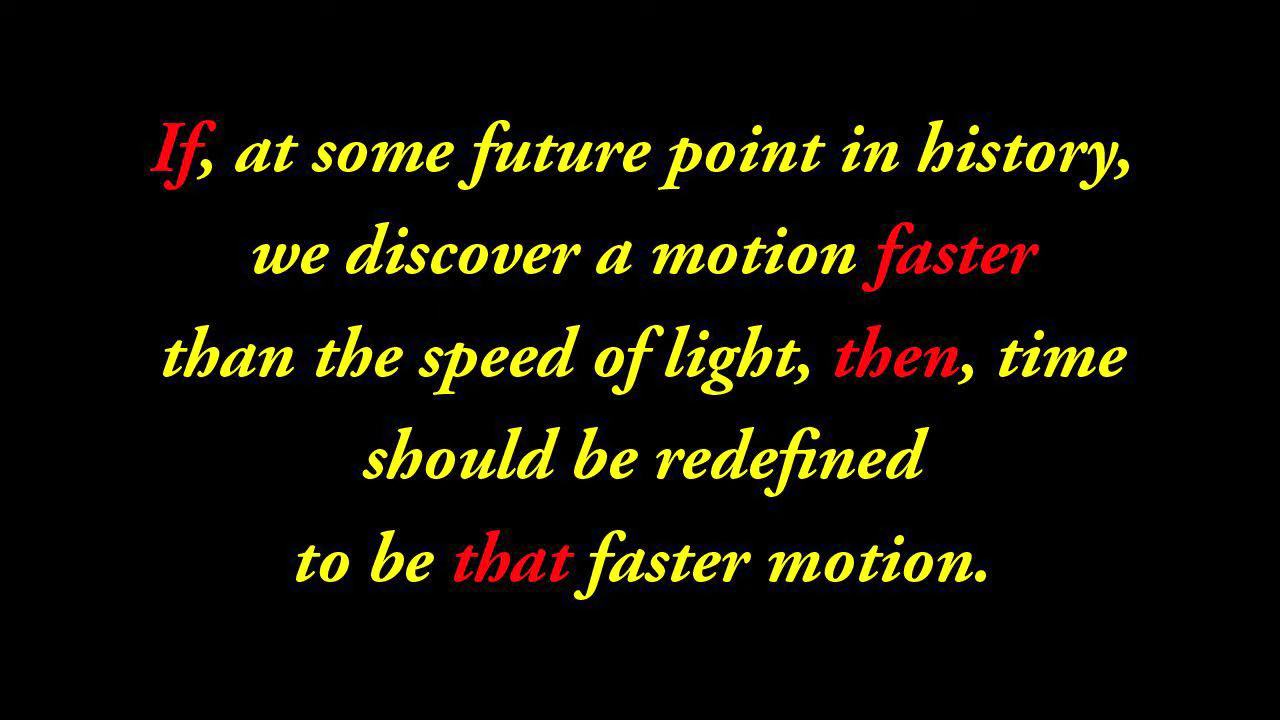 If, at some future point in history,
we discover a motion faster
than the speed of light, then, time
should be redefined
to be that faster motion.